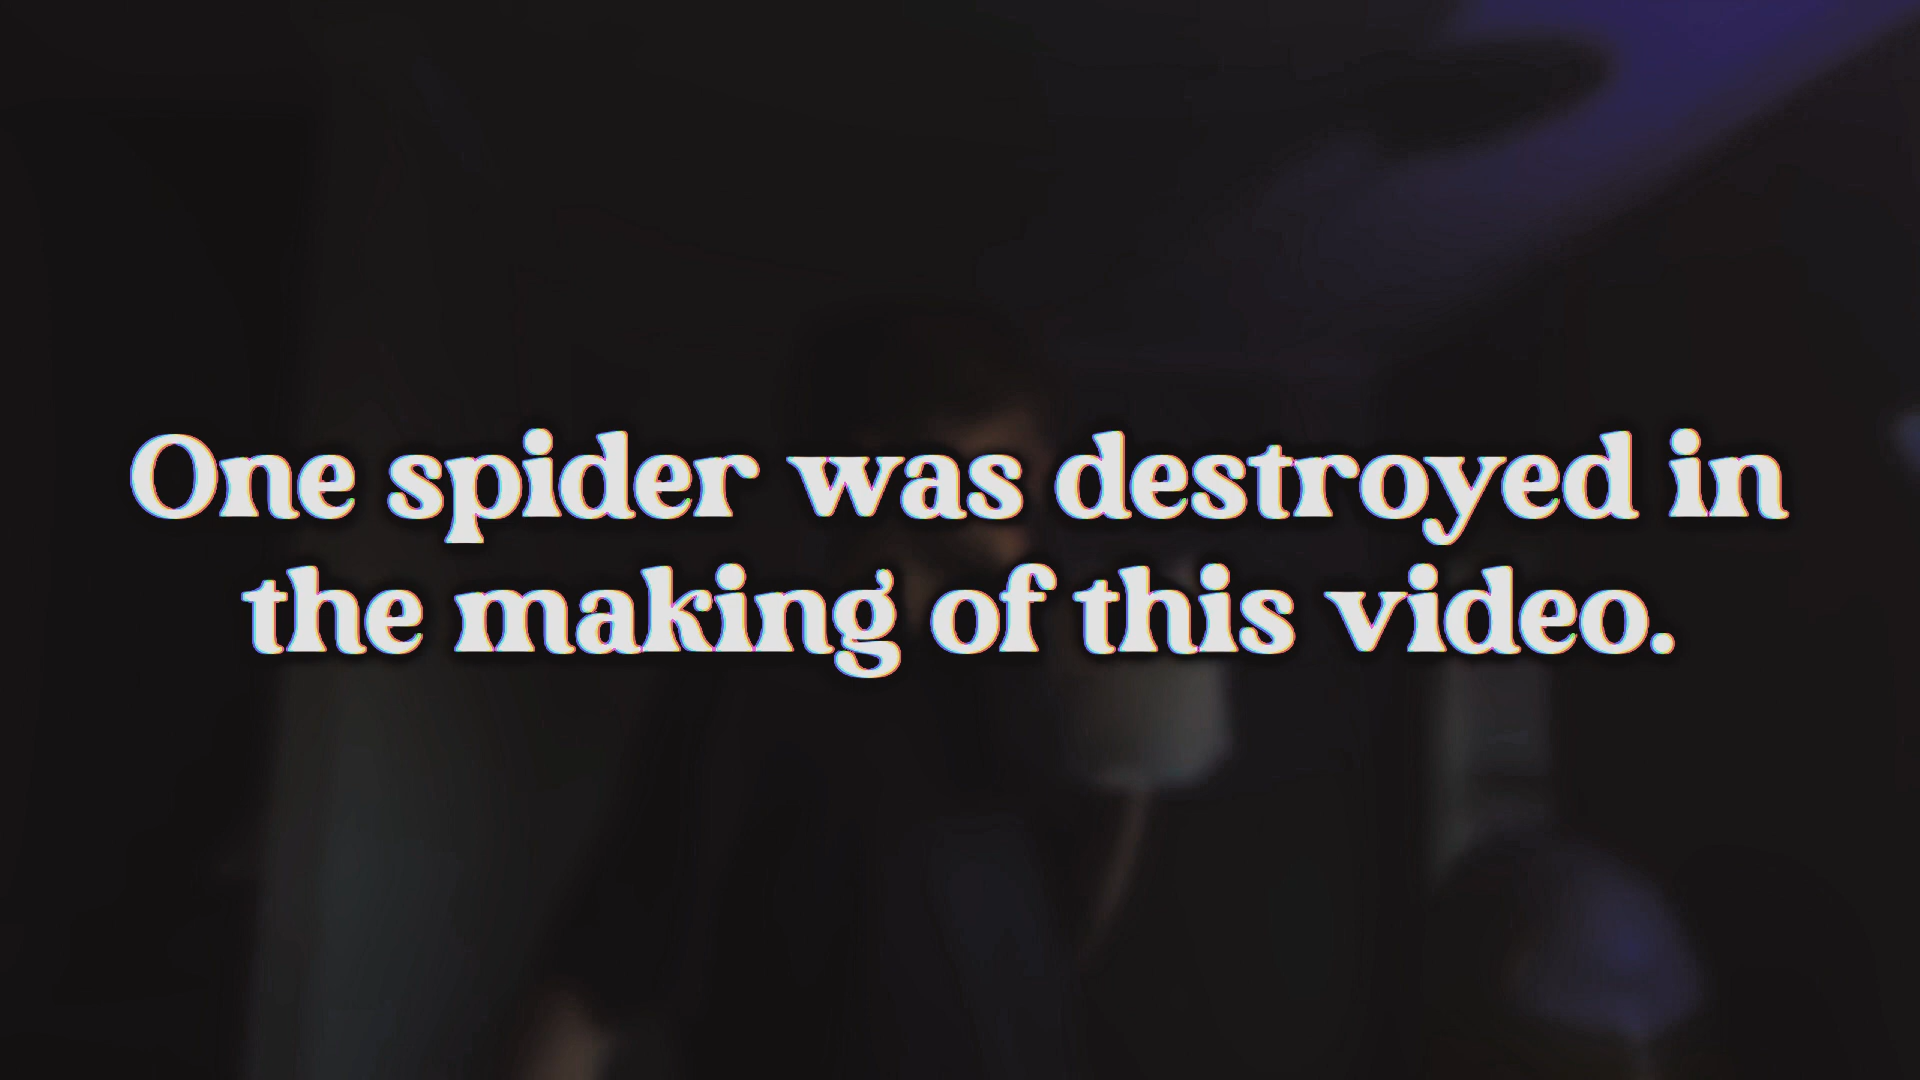 One spider was destroyed in
the making of this video.